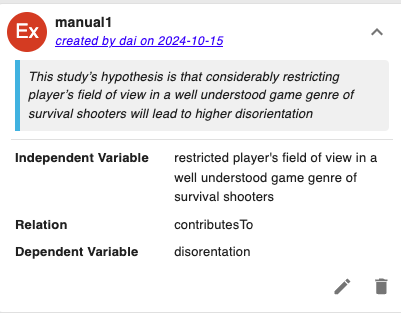 Ex
manual1
created by dai on 2024-10-15
This study's hypothesis is that considerably restricting
player's field of view in a well understood game genre of
survival shooters will lead to higher disorientation
Independent Variable restricted player's field of view in a
well understood game genre of
survival shooters
Relation contributesTo
Dependent Variable disorentation